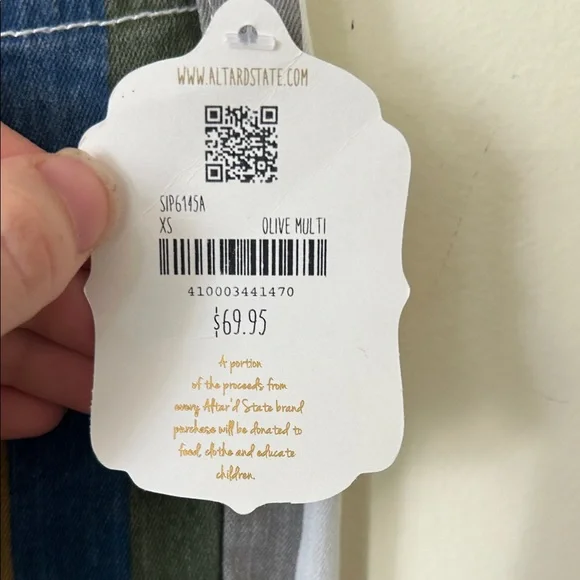 WWW.ALTARDSTATE.COM
SIP6145A
XS OLIVE MULTI
410003441470
$69.95
A portion
of the proceeds from
every Altar'd State brand
purchase will be donated to
feed, clothe and educate
children.